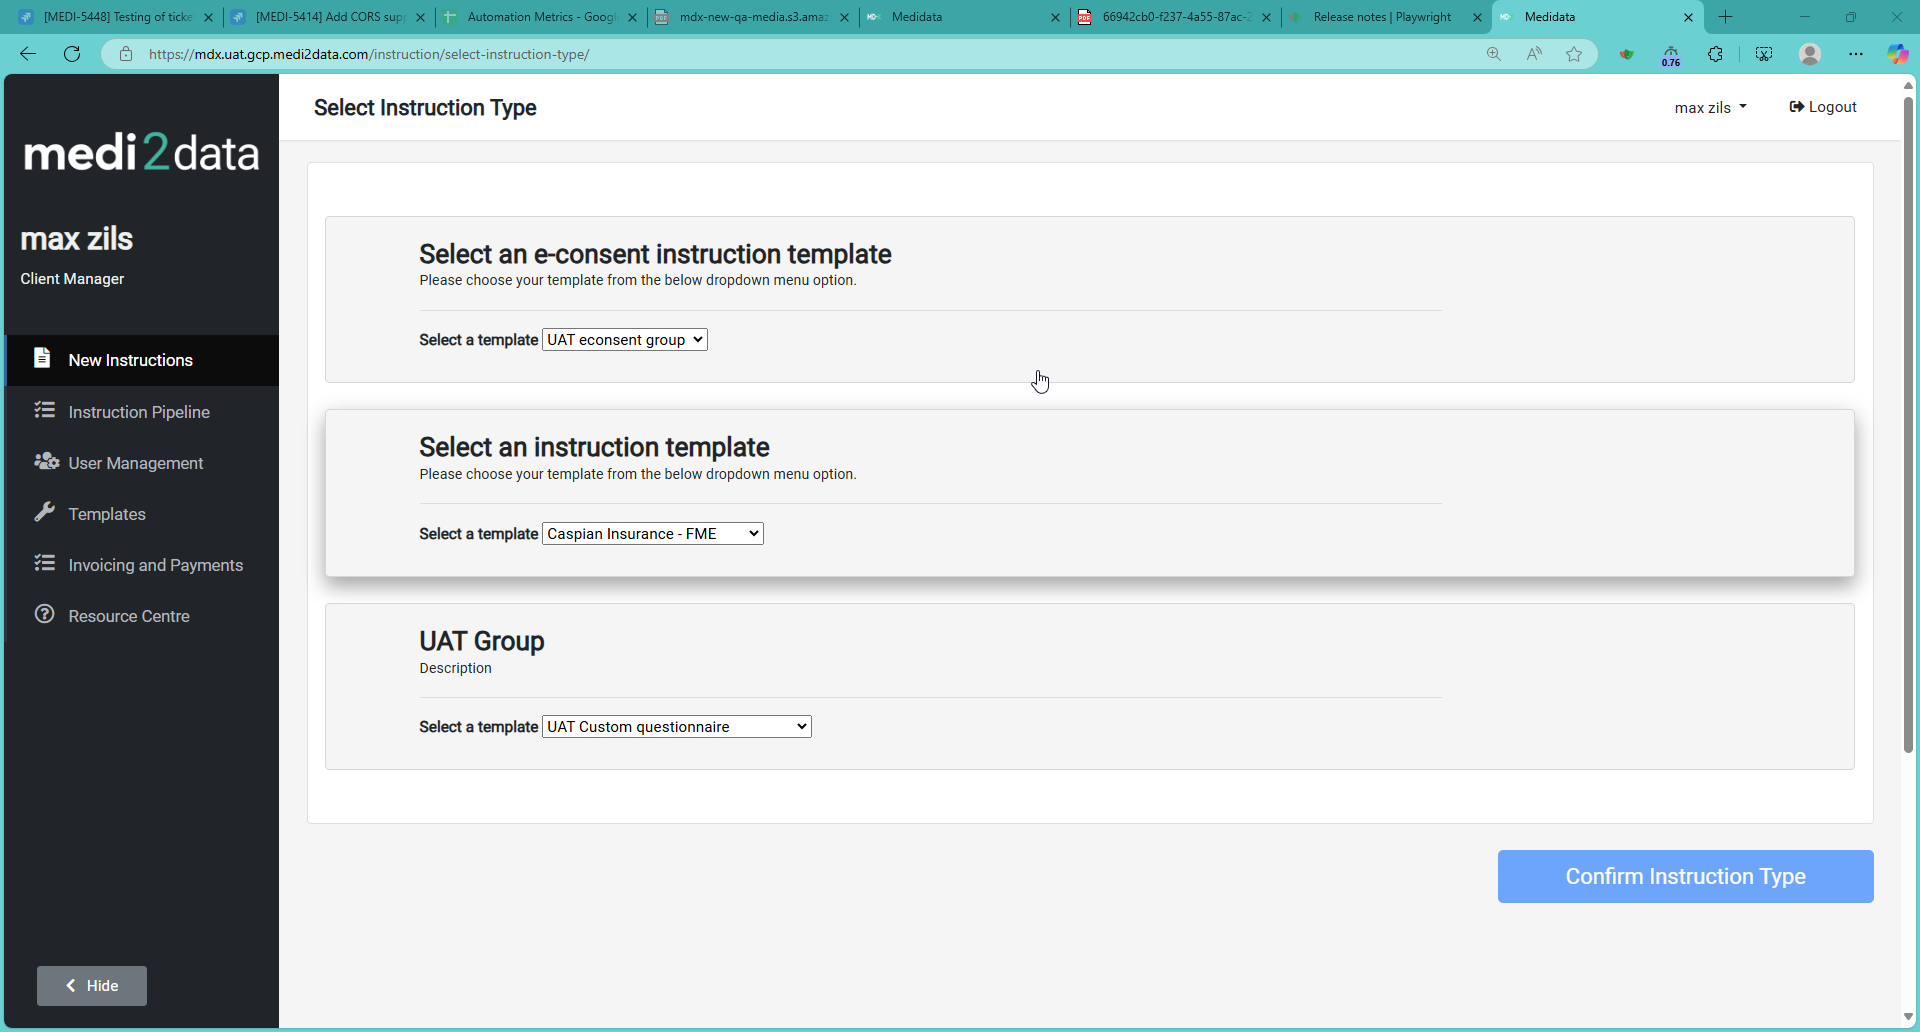 [MEDI-5448] Testing of ticke
[MEDI-5414] Add CORS sup
Automation Metrics - Googl
mdx-new-qa-media.s3.amaz
Medidata
66942cb0-f237-4a55-87ac-2
Release notes | Playwright
Medidata
https://mdx.uat.gcp.medi2data.com/instruction/select-instruction-type/
0.76
medi2data
max zils
Client Manager
New Instructions
Instruction Pipeline
User Management
Templates
Invoicing and Payments
Resource Centre
Hide
Select Instruction Type
max zils
Logout
Select an e-consent instruction template
Please choose your template from the below dropdown menu option.
Select a template UAT econsent group
Select an instruction template
Please choose your template from the below dropdown menu option.
Select a template Caspian Insurance - FME
UAT Group
Description
Select a template UAT Custom questionnaire
Confirm Instruction Type